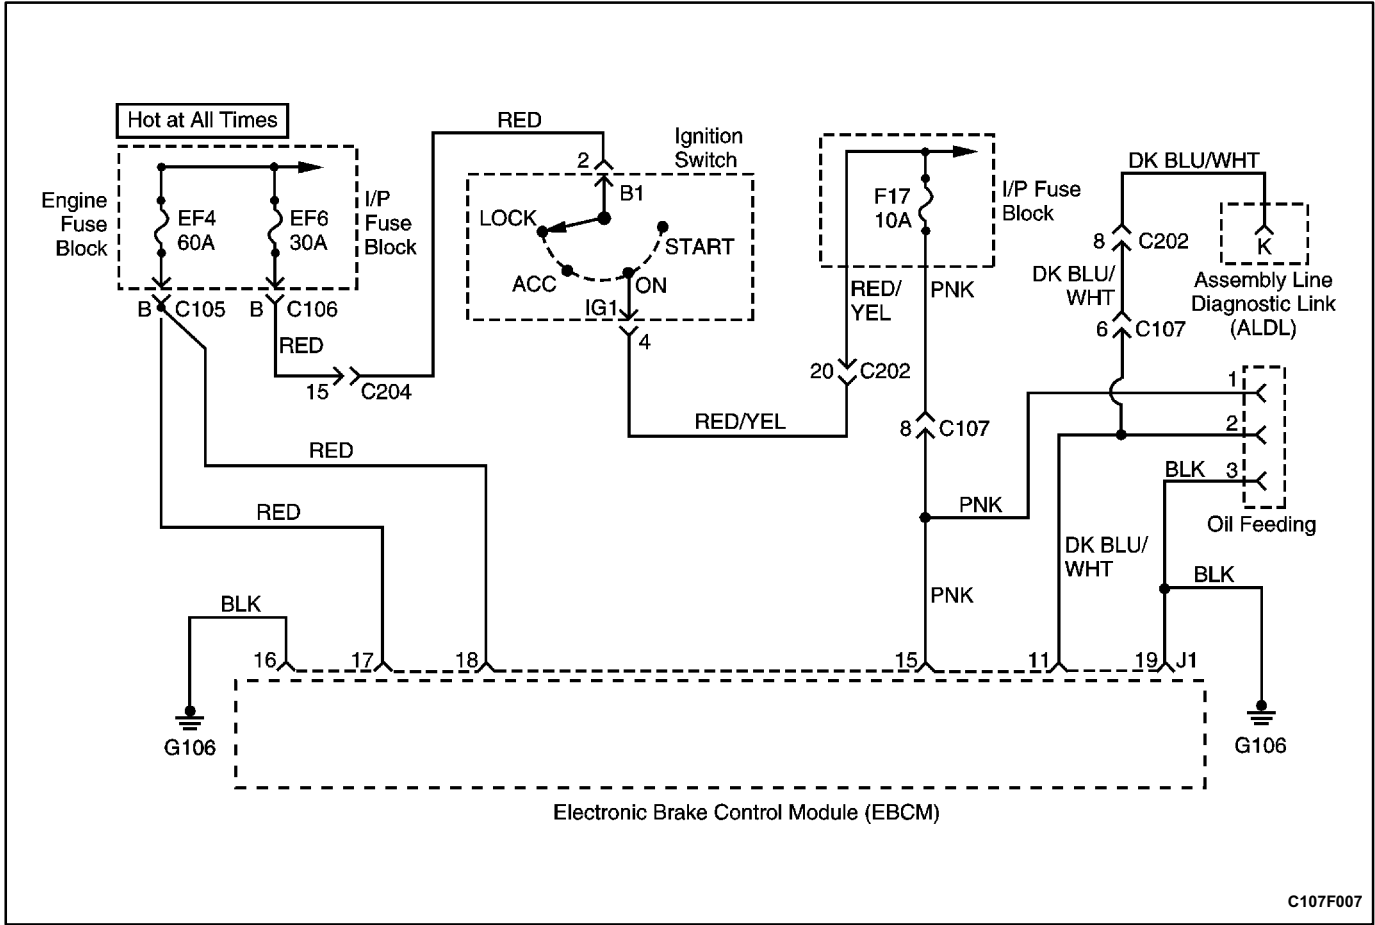 Hot at All Times
Engine
Fuse
Block
EF4
60A
EF6
30A
I/P
Fuse
Block
B
C105
B
C106
RED
15
C204
RED
Ignition
Switch
2
B1
LOCK
ACC
ON
START
IG1
4
RED/YEL
F17
10A
I/P Fuse
Block
RED/
YEL
PNK
20
C202
8
C107
DK BLU/WHT
8
C202
K
Assembly Line
Diagnostic Link
(ALDL)
DK BLU/
WHT
6
C107
1
2
BLK
3
Oil Feeding
RED
RED
PNK
DK BLU/
WHT
PNK
BLK
BLK
16
17
18
15
11
19
J1
G106
G106
Electronic Brake Control Module (EBCM)
C107F007